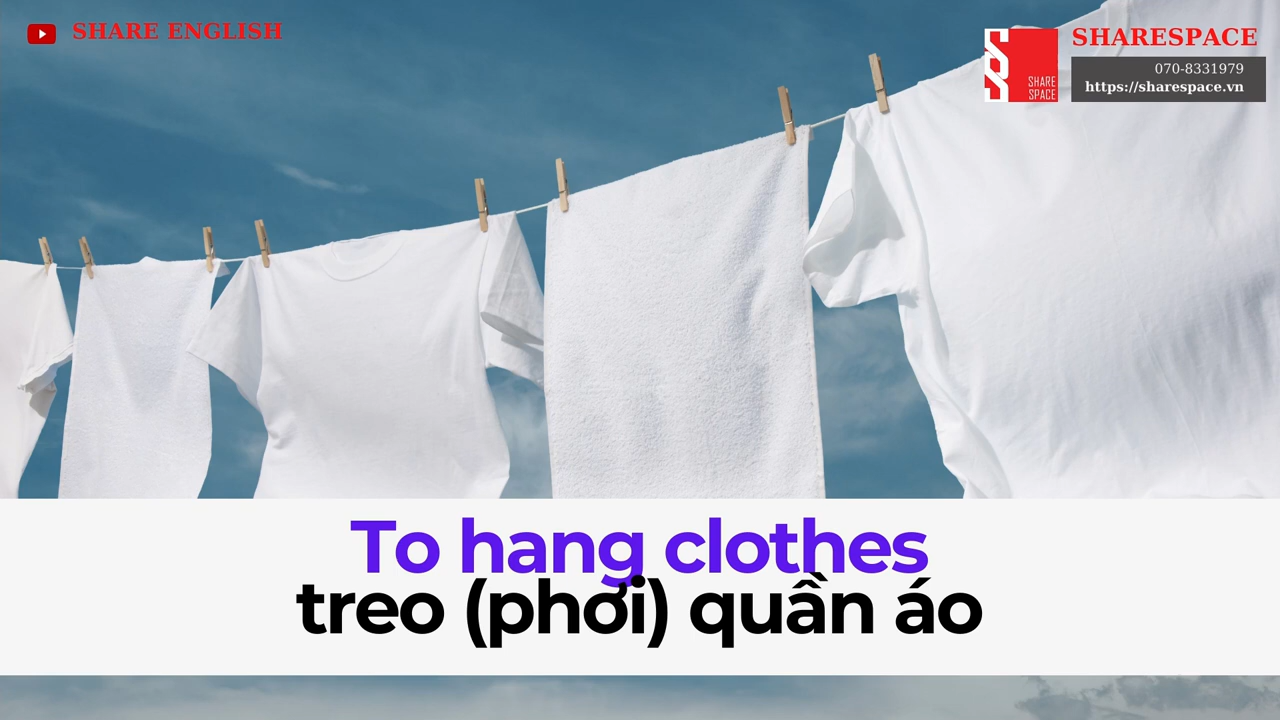 SHARE ENGLISH
SHARESPACE
SHARE
SPACE
070-8331979
https://sharespace.vn
To hang clothes
treo (phơi) quần áo